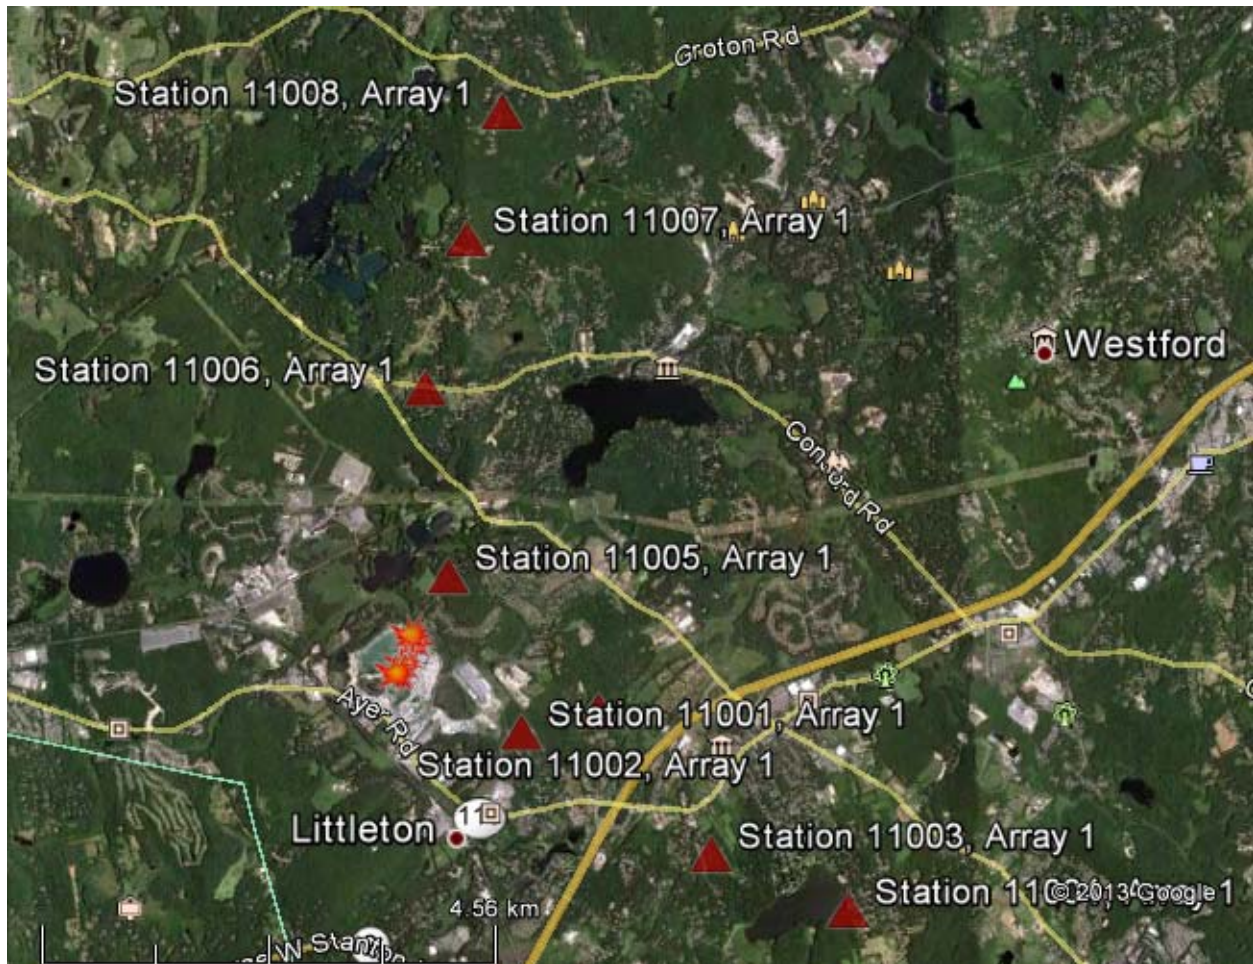 Groton Rd
Station 11008, Array 1
Station 11007, Array 1
Westford
Station 11006, Array 1
Concord Rd
Station 11005, Array 1
Ayer Rd
Station 11001, Array 1
Station 11002, Array 1
Littleton
Station 11003, Array 1
Station
© 2013 Google
4.56 km
W Stanton